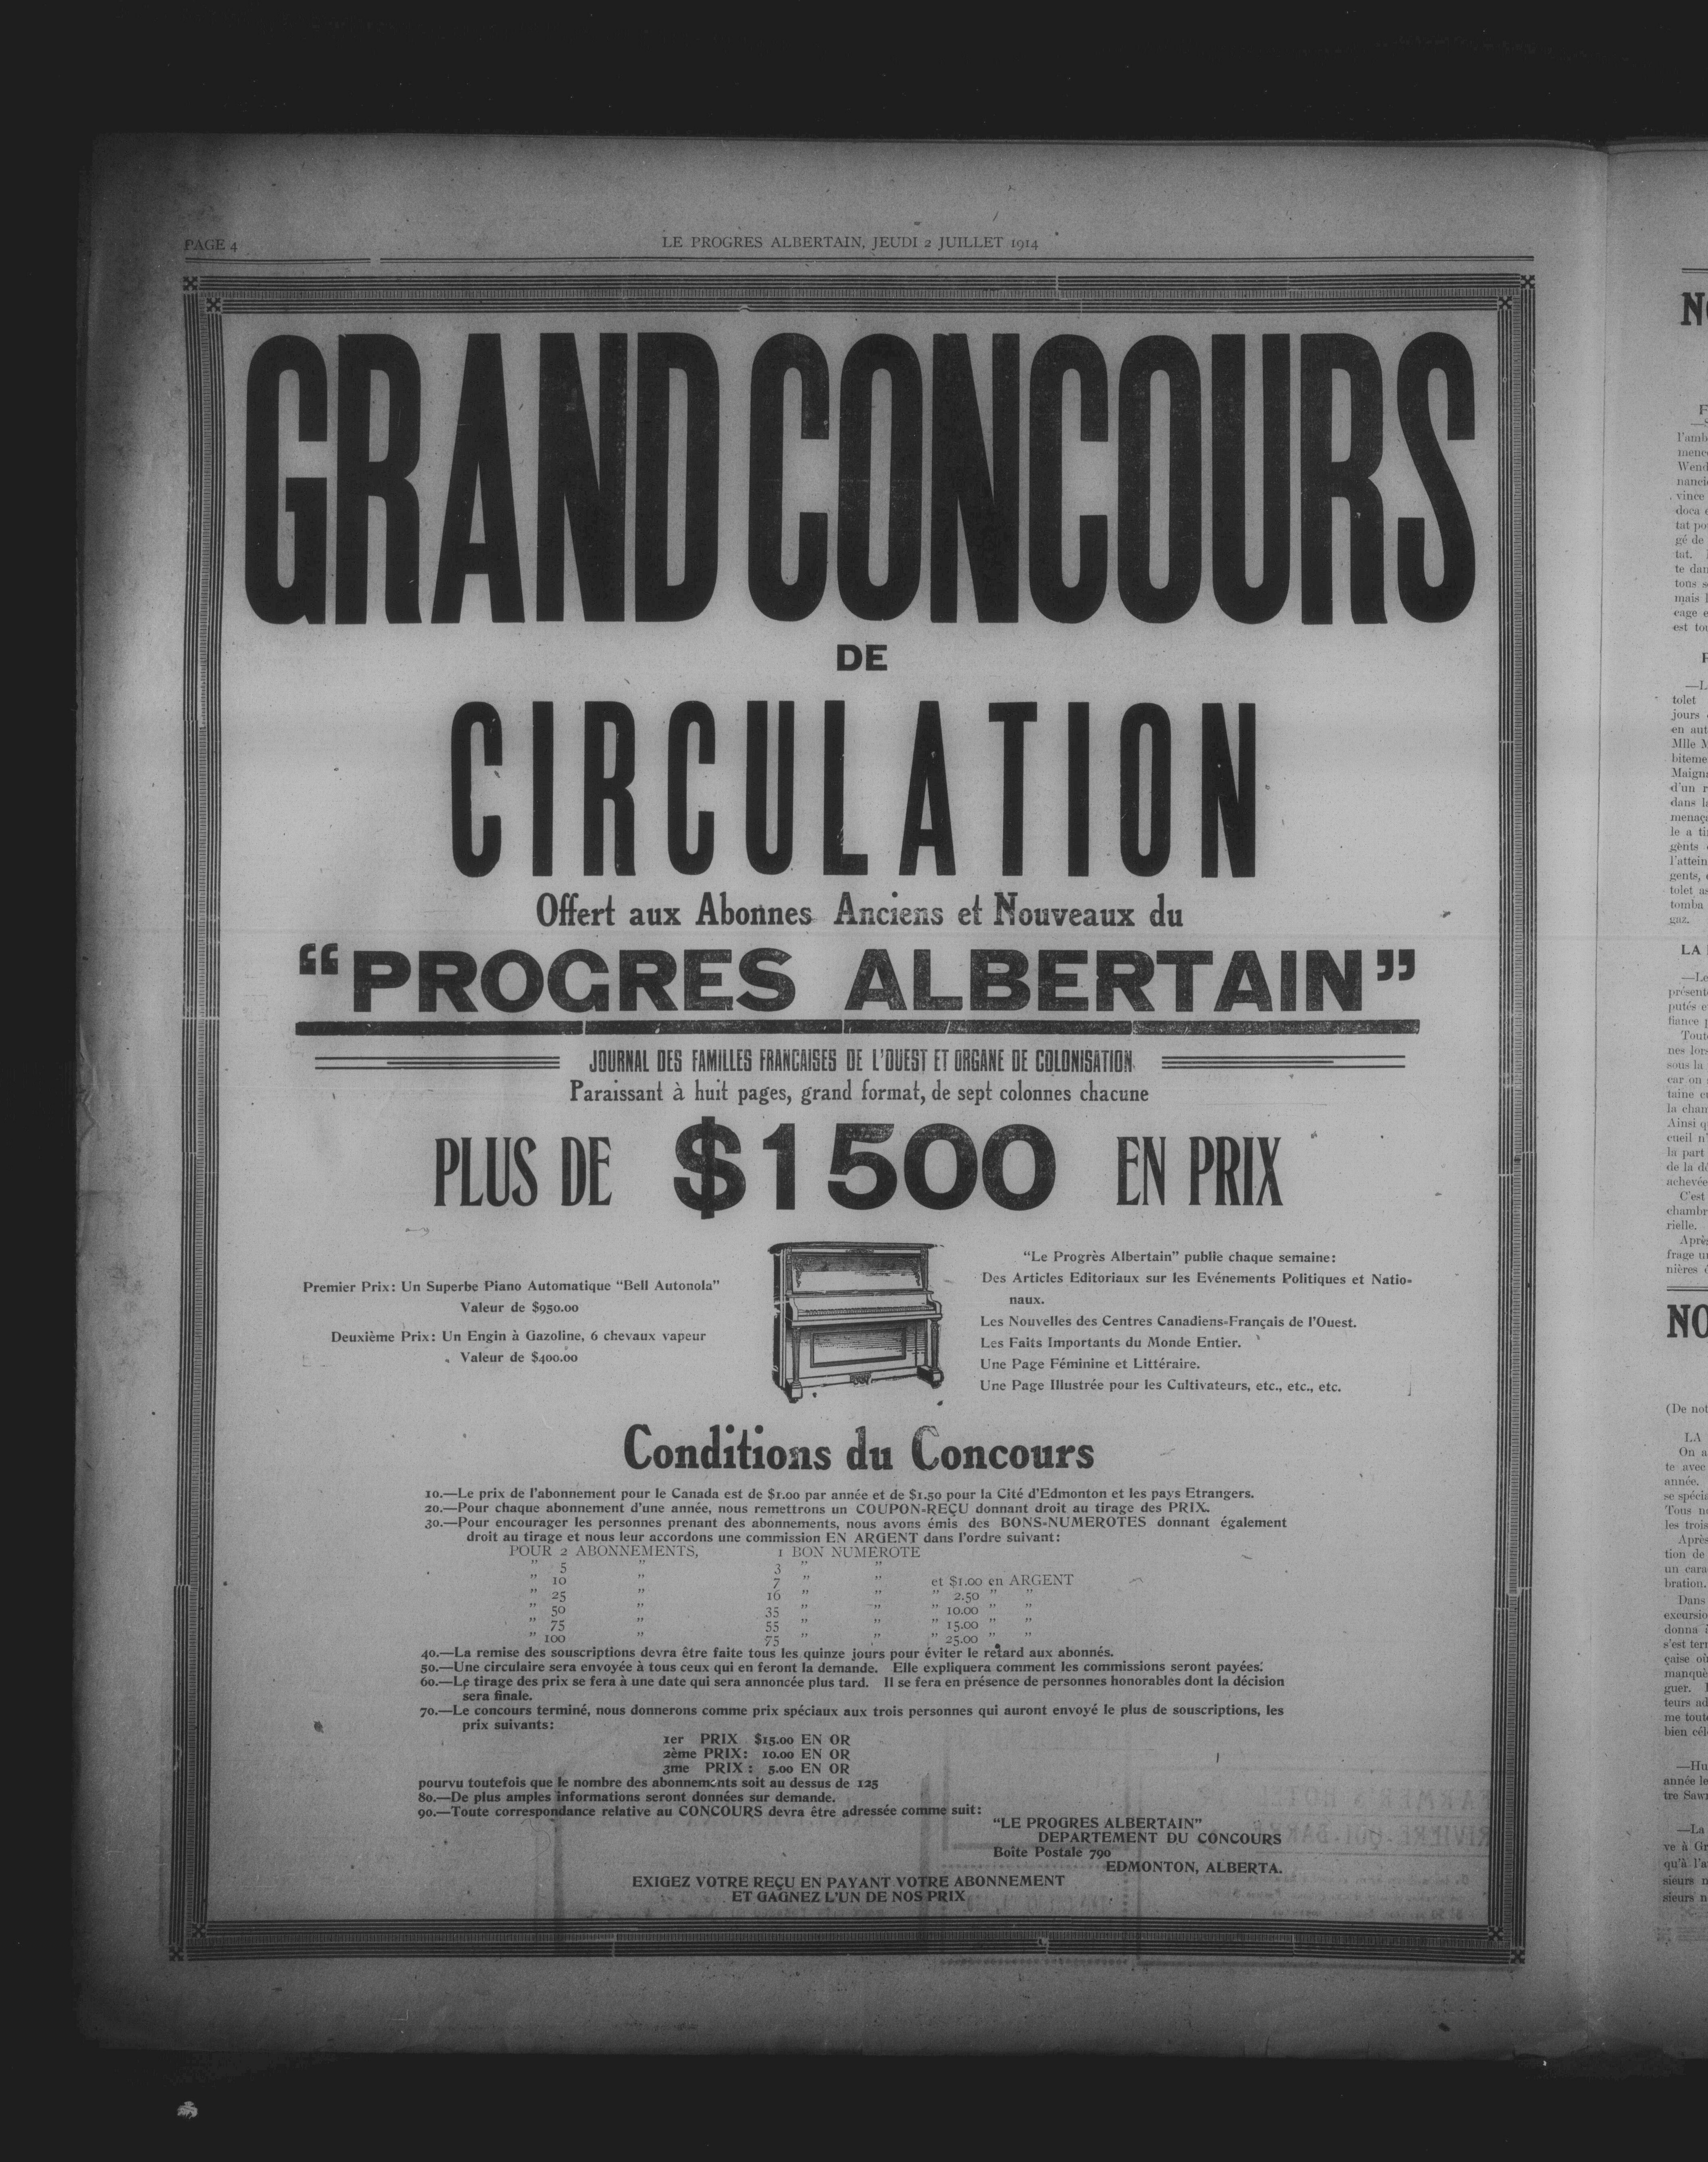 PAGE 4
LE PROGRES ALBERTAIN, JEUDI 2 JUILLET 1914
GRAND CONCOURS
DE
CIRCULATION
Offert aux Abonnes Anciens et Nouveaux du
“PROGRES ALBERTAIN”
JOURNAL DES FAMILLES FRANCAISES DE L'OUEST ET ORGANE DE COLONISATION
Paraissant à huit pages, grand format, de sept colonnes chacune
PLUS DE $1500 EN PRIX
Premier Prix: Un Superbe Piano Automatique “Bell Autonola”
Valeur de $950.00
Deuxième Prix: Un Engin à Gazoline, 6 chevaux vapeur
Valeur de $400.00
“Le Progrès Albertain” publie chaque semaine:
Des Articles Editoriaux sur les Evénements Politiques et Natio-
naux.
Les Nouvelles des Centres Canadiens-Français de l'Ouest.
Les Faits Importants du Monde Entier.
Une Page Féminine et Littéraire.
Une Page Illustrée pour les Cultivateurs, etc., etc., etc.
Conditions du Concours
1o.—Le prix de l'abonnement pour le Canada est de $1.00 par année et de $1.50 pour la Cité d'Edmonton et les pays Etrangers.
2o.—Pour chaque abonnement d'une année, nous remettrons un COUPON-REÇU donnant droit au tirage des PRIX.
3o.—Pour encourager les personnes prenant des abonnements, nous avons émis des BONS-NUMEROTES donnant également
droit au tirage et nous leur accordons une commission EN ARGENT dans l'ordre suivant:
POUR 2 ABONNEMENTS, 1 BON NUMEROTE
” 5 ” 3 ” ”
” 10 ” 7 ” ” et $1.00 en ARGENT
” 25 ” 16 ” ” ” 2.50 ” ”
” 50 ” 35 ” ” ” 10.00 ” ”
” 75 ” 55 ” ” ” 15.00 ” ”
” 100 ” 75 ” ” ” 25.00 ” ”
4o.—La remise des souscriptions devra être faite tous les quinze jours pour éviter le retard aux abonnés.
5o.—Une circulaire sera envoyée à tous ceux qui en feront la demande. Elle expliquera comment les commissions seront payées.
6o.—Le tirage des prix se fera à une date qui sera annoncée plus tard. Il se fera en présence de personnes honorables dont la décision
sera finale.
7o.—Le concours terminé, nous donnerons comme prix spéciaux aux trois personnes qui auront envoyé le plus de souscriptions, les
prix suivants:
1er PRIX $15.00 EN OR
2ème PRIX: 10.00 EN OR
3me PRIX: 5.00 EN OR
pourvu toutefois que le nombre des abonnements soit au dessus de 125
8o.—De plus amples informations seront données sur demande.
9o.—Toute correspondance relative au CONCOURS devra être adressée comme suit:
“LE PROGRES ALBERTAIN”
DEPARTEMENT DU CONCOURS
Boite Postale 790
EDMONTON, ALBERTA.
EXIGEZ VOTRE REÇU EN PAYANT VOTRE ABONNEMENT
ET GAGNEZ L'UN DE NOS PRIX